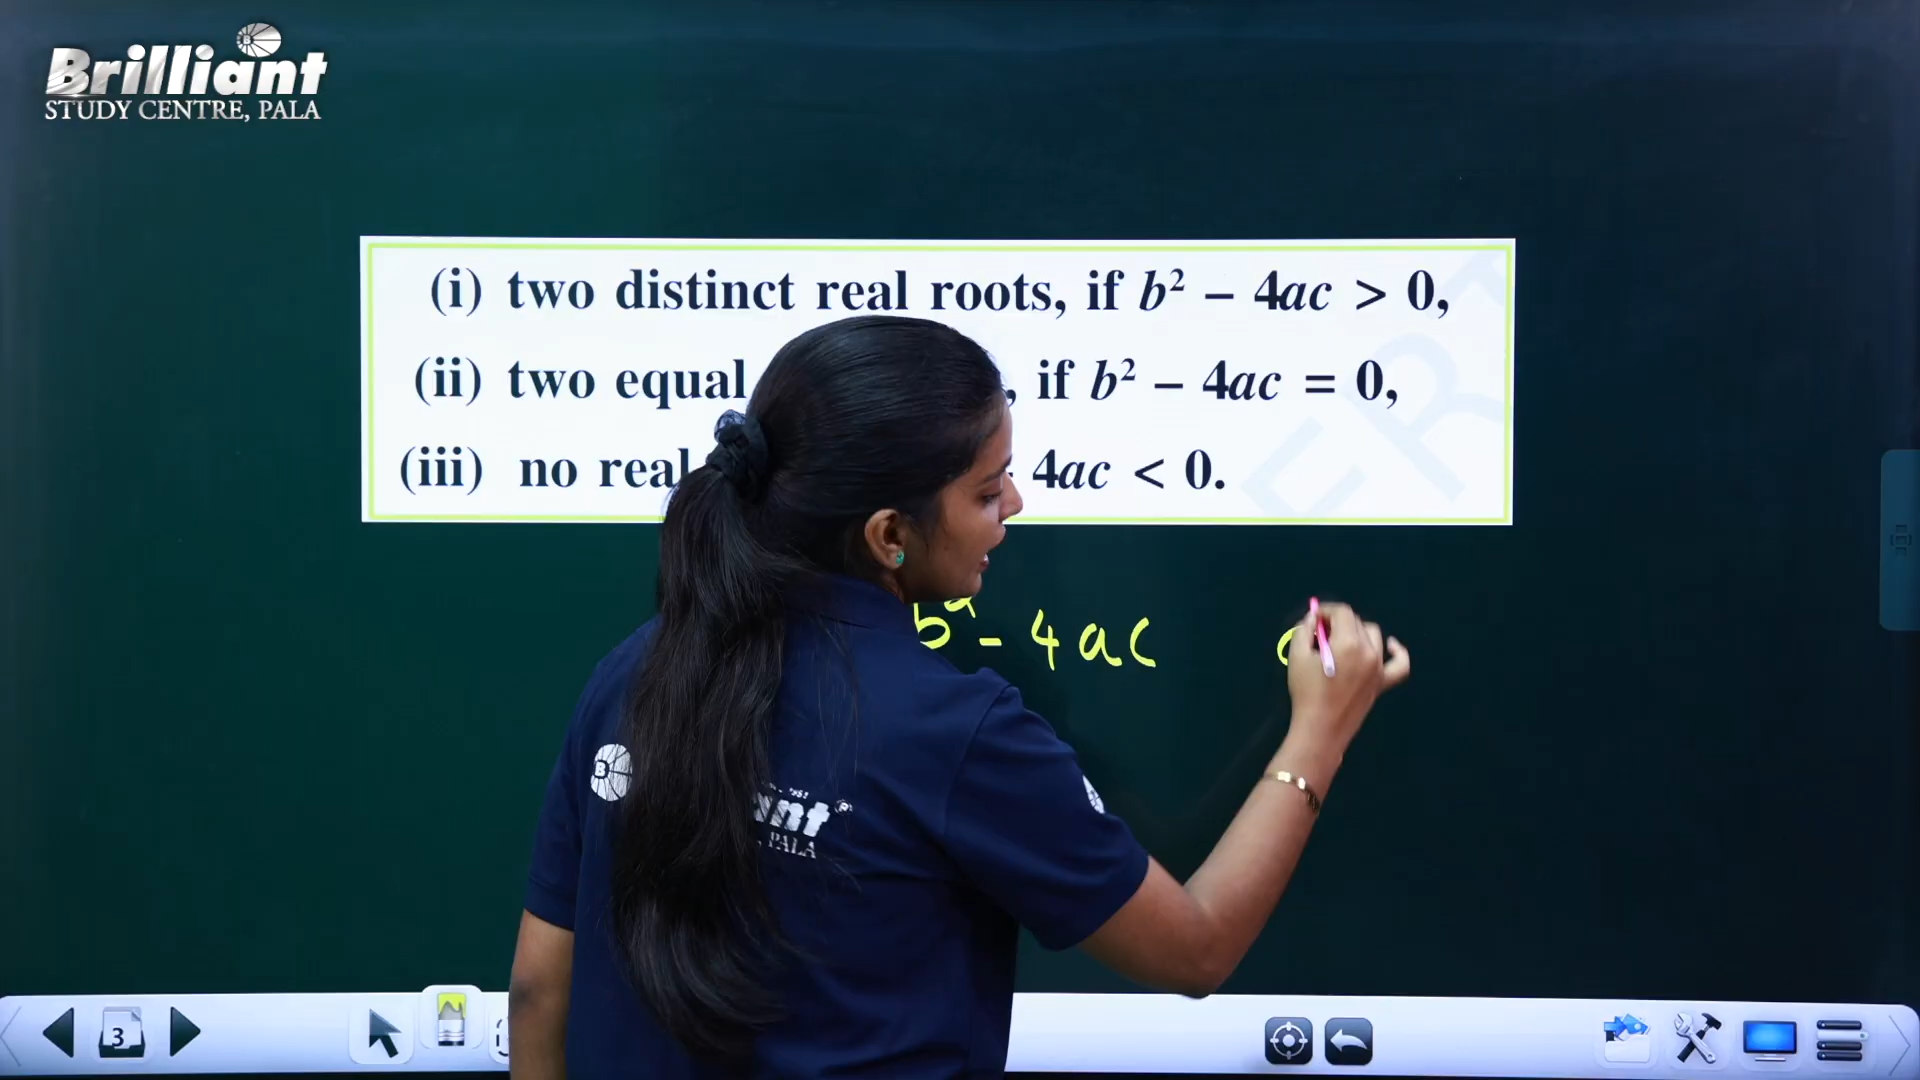 Brilliant
STUDY CENTRE, PALA
(i) two distinct real roots, if b² – 4ac > 0,
(ii) two equal , if b² – 4ac = 0,
(iii) no real 4ac < 0.
b² - 4ac
B
PALA
3